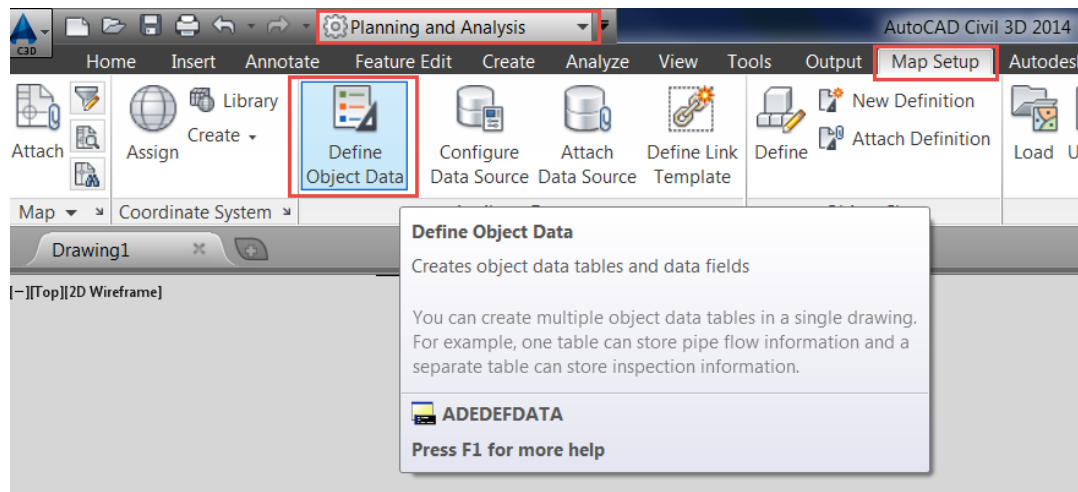 Planning and Analysis
AutoCAD Civil 3D 2014
C3D
Home Insert Annotate Feature Edit Create Analyze View Tools Output Map Setup Autodes
Attach
Assign
Library
Create
Define
Object Data
Configure
Data Source
Attach
Data Source
Define Link
Template
Define
New Definition
Attach Definition
Load U
Map
Coordinate System
Drawing1
[−][Top][2D Wireframe]
Define Object Data
Creates object data tables and data fields
You can create multiple object data tables in a single drawing.
For example, one table can store pipe flow information and a
separate table can store inspection information.
ADEDEFDATA
Press F1 for more help